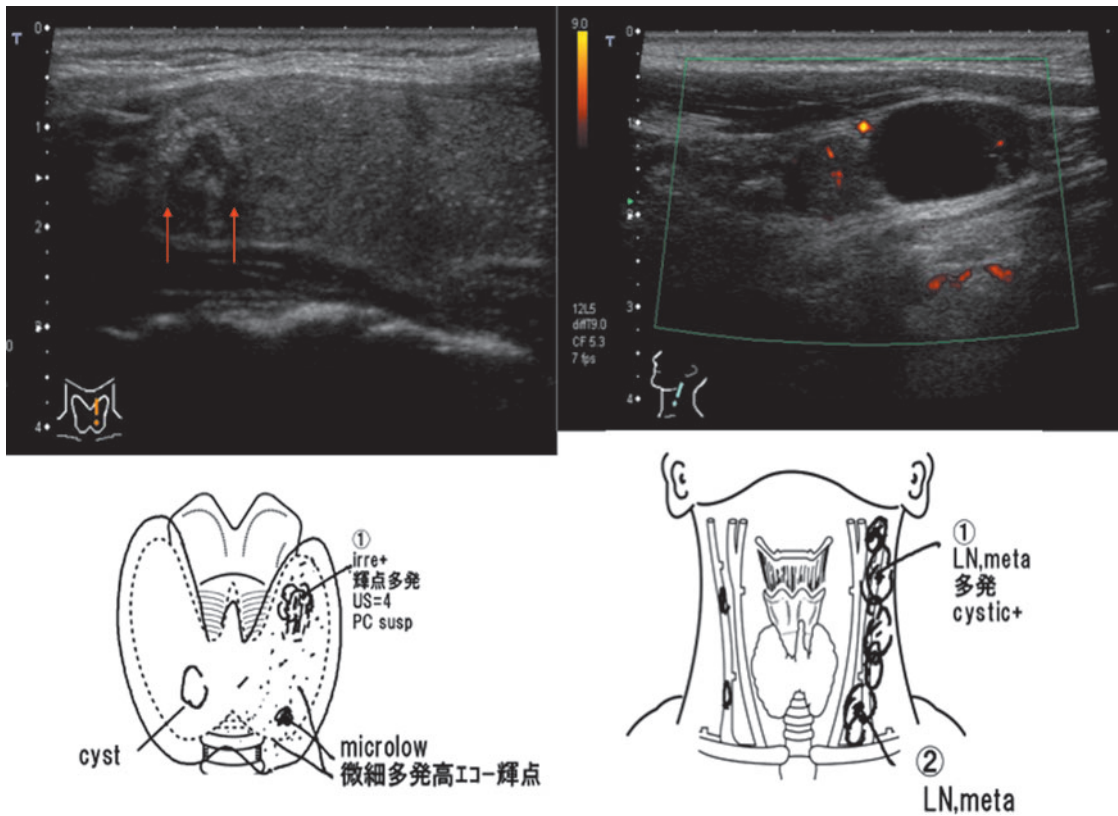 T
0
1
2
3
0
4
9.0
T
0
1
2
3
4
12L5
diff79.0
CF 5.3
7 fps
①
irre+
輝点多発
US=4
PC susp
cyst
microlow
微細多発高エコー輝点
①
LN,meta
多発
cystic+
②
LN,meta